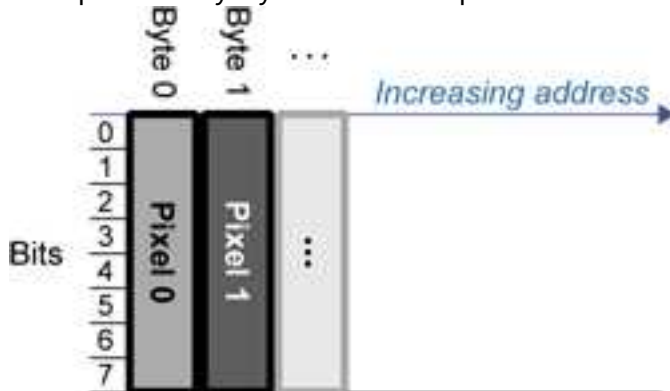 Byte 0
Byte 1
...
Increasing address
0
1
2
3
4
5
6
7
Bits
Pixel 0
Pixel 1
...